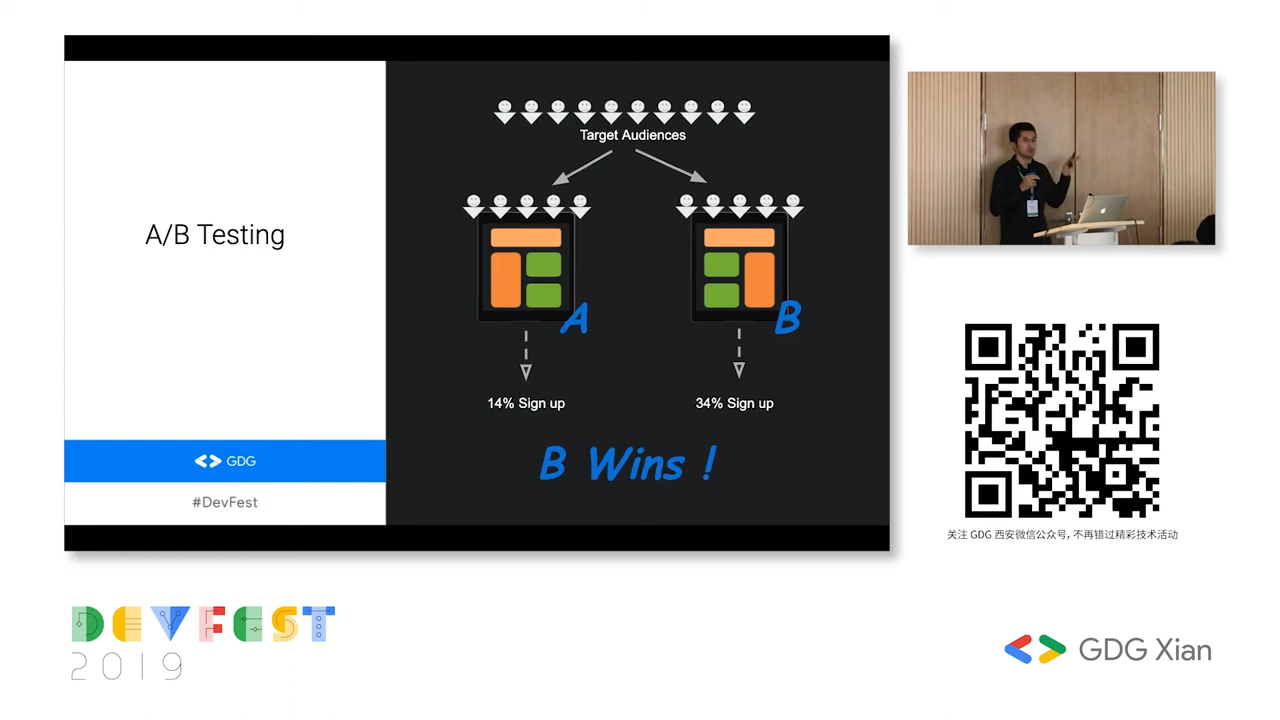 A/B Testing
GDG
#DevFest
Target Audiences
A
B
14% Sign up
34% Sign up
B Wins !
关注 GDG 西安微信公众号, 不再错过精彩技术活动
DEVFEST
2019
GDG Xian